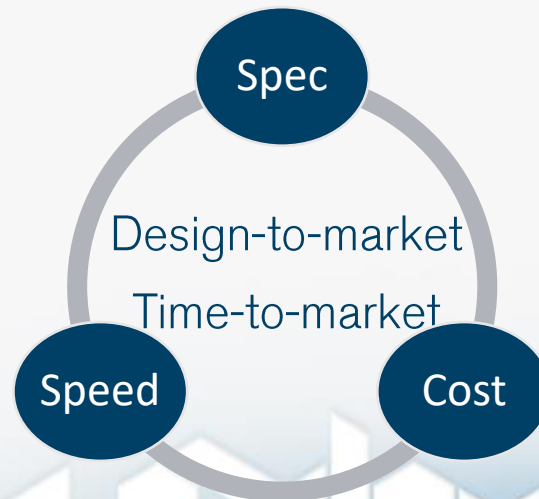 Spec
Design-to-market
Time-to-market
Speed
Cost